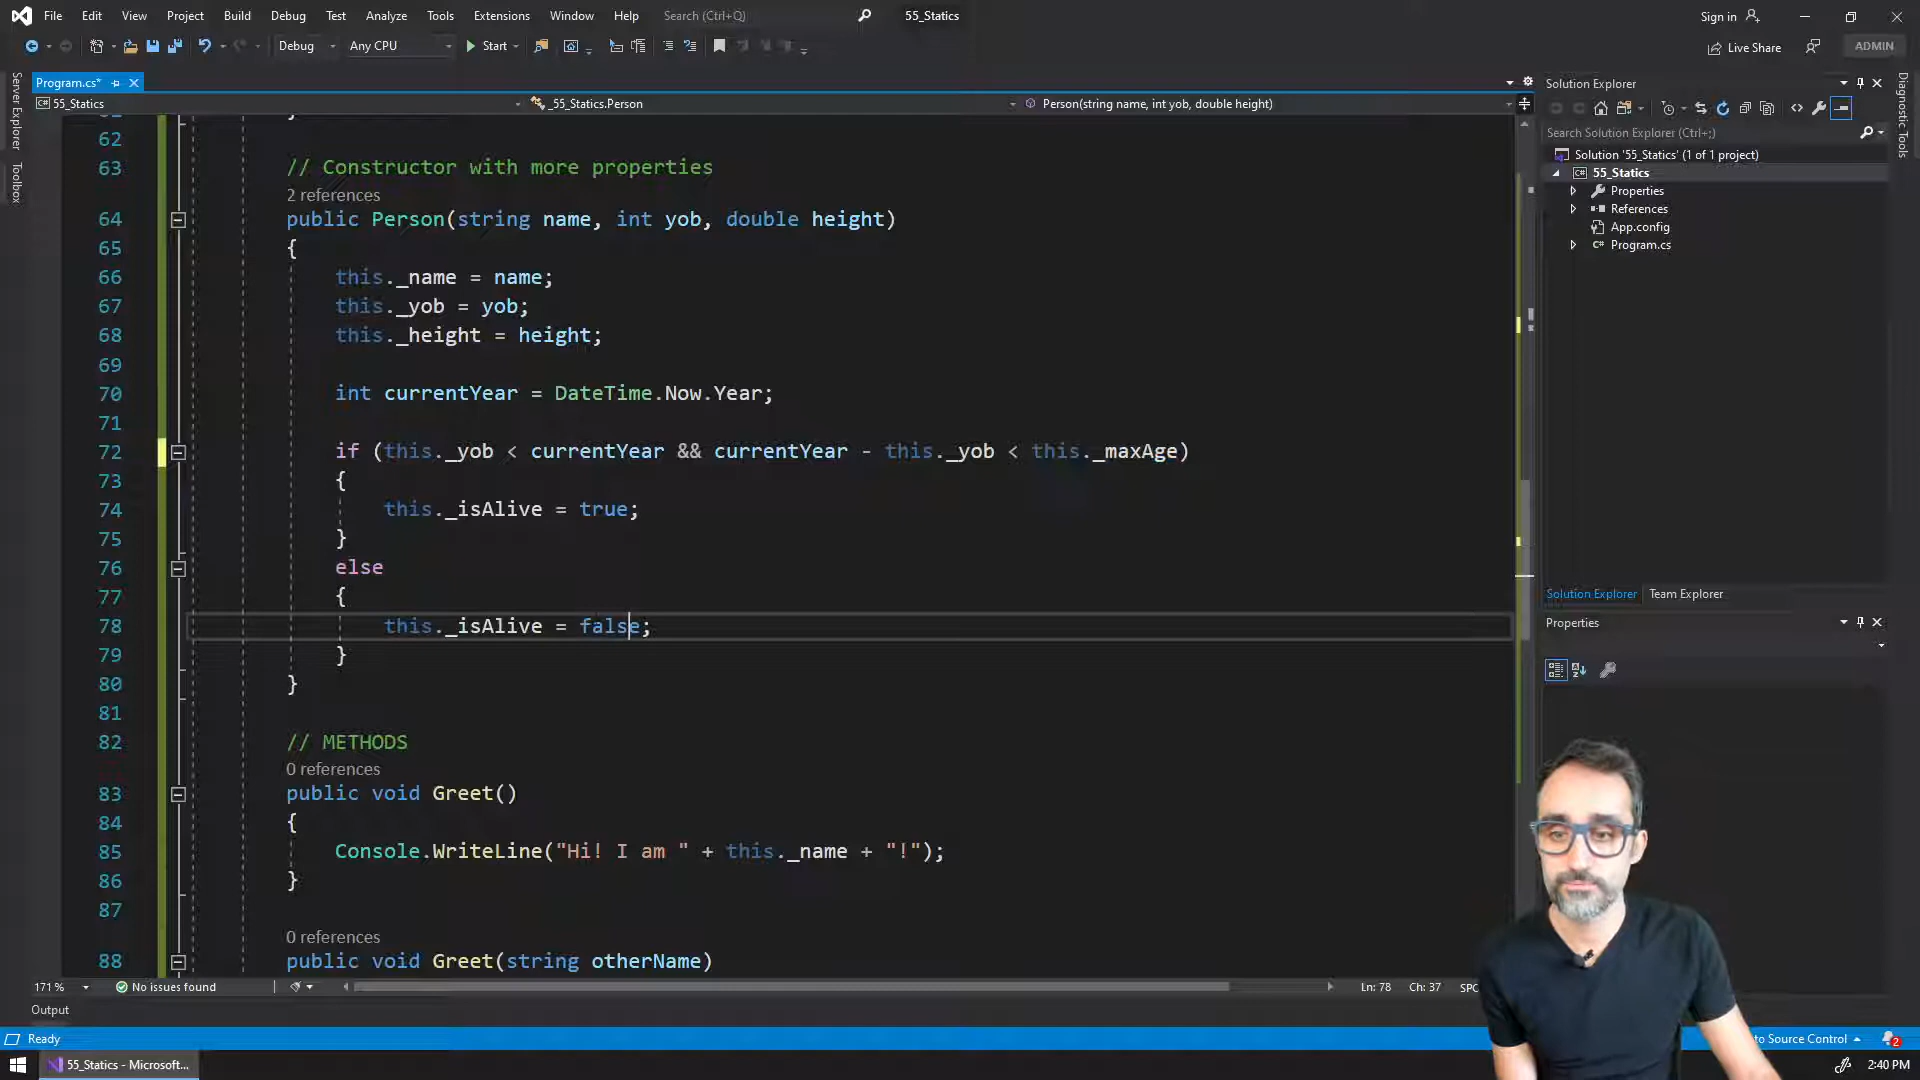 File Edit View Project Build Debug Test Analyze Tools Extensions Window Help Search (Ctrl+Q) 55_Statics Sign in
Debug Any CPU Start Live Share ADMIN
Program.cs*
55_Statics _55_Statics.Person Person(string name, int yob, double height)
Server Explorer
Toolbox
62
63 // Constructor with more properties
2 references
64 public Person(string name, int yob, double height)
65 {
66 this._name = name;
67 this._yob = yob;
68 this._height = height;
69
70 int currentYear = DateTime.Now.Year;
71
72 if (this._yob < currentYear && currentYear - this._yob < this._maxAge)
73 {
74 this._isAlive = true;
75 }
76 else
77 {
78 this._isAlive = false;
79 }
80 }
81
82 // METHODS
0 references
83 public void Greet()
84 {
85 Console.WriteLine("Hi! I am " + this._name + "!");
86 }
87
0 references
88 public void Greet(string otherName)
171 % No issues found Ln: 78 Ch: 37 SPC
Output
Ready
Solution Explorer
Search Solution Explorer (Ctrl+;)
Solution '55_Statics' (1 of 1 project)
55_Statics
Properties
References
App.config
Program.cs
Solution Explorer Team Explorer
Properties
Diagnostic Tools
to Source Control 2
55_Statics - Microsoft... 2:40 PM